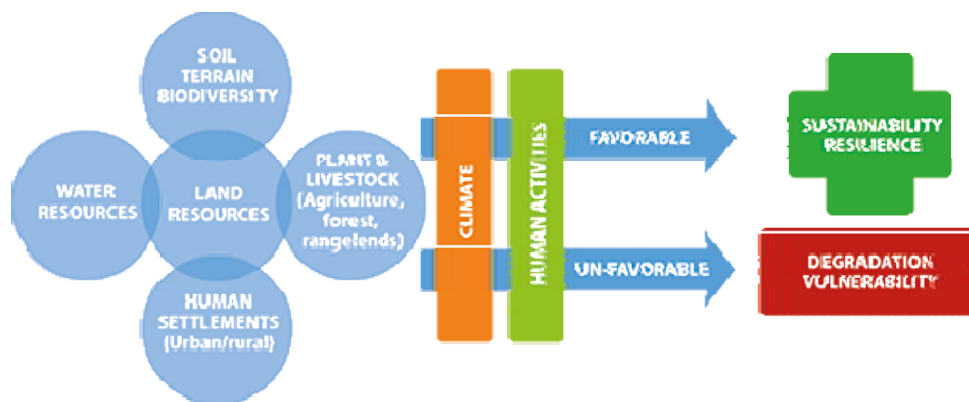 SOIL
TERRAIN
BIODIVERSITY
WATER
RESOURCES
LAND
RESOURCES
PLANT &
LIVESTOCK
(Agriculture,
forest,
rangelends)
HUMAN
SETTLEMENTS
(Urban/rural)
CLIMATE
HUMAN ACTIVITIES
FAVORABLE
UN-FAVORABLE
SUSTAINABILITY
RESILIENCE
DEGRADATION
VULNERABILITY